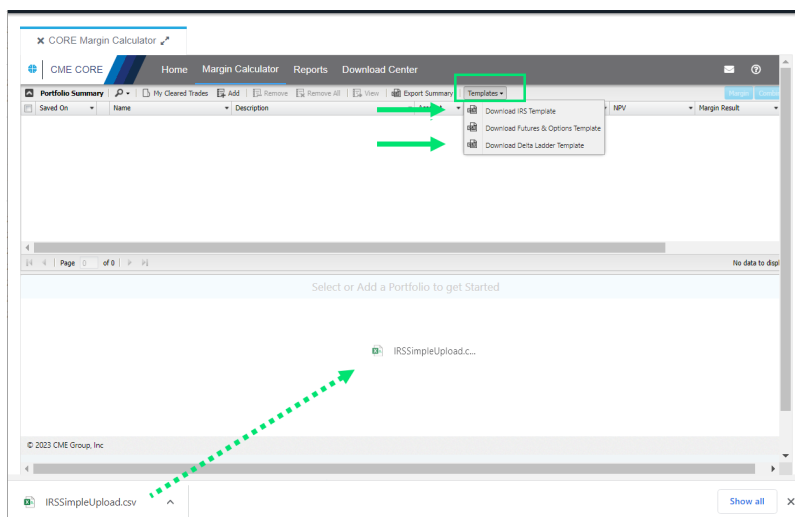 CORE Margin Calculator
CME CORE Home Margin Calculator Reports Download Center
Portfolio Summary My Cleared Trades Add Remove Remove All View Export Summary Templates Margin
Saved On Name Description NPV Margin Result
Download IRS Template
Download Futures & Options Template
Download Delta Ladder Template
Page 0 of 0 No data to displ
Select or Add a Portfolio to get Started
IRSSimpleUpload.c...
© 2023 CME Group, Inc
IRSSimpleUpload.csv Show all